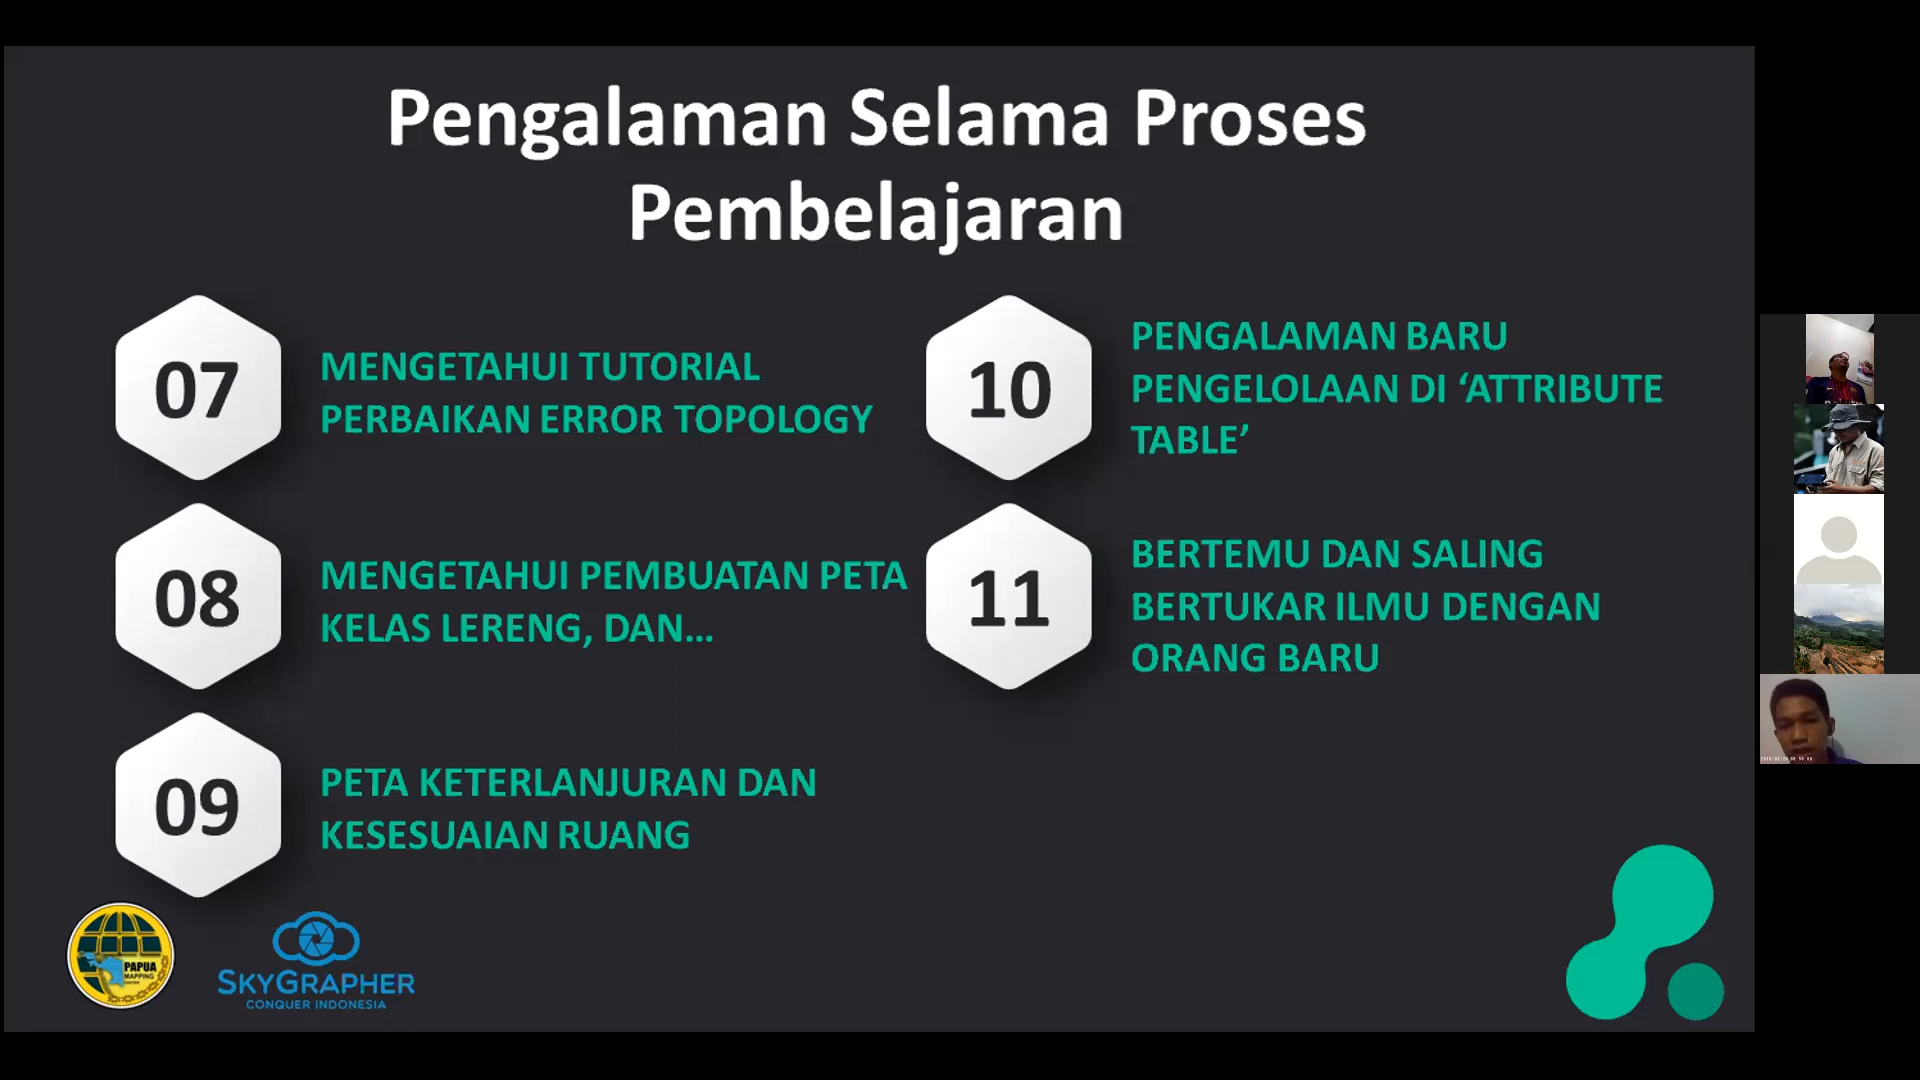 Pengalaman Selama Proses
Pembelajaran
07
MENGETAHUI TUTORIAL
PERBAIKAN ERROR TOPOLOGY
08
MENGETAHUI PEMBUATAN PETA
KELAS LERENG, DAN...
09
PETA KETERLANJURAN DAN
KESESUAIAN RUANG
10
PENGALAMAN BARU
PENGELOLAAN DI ‘ATTRIBUTE
TABLE’
11
BERTEMU DAN SALING
BERTUKAR ILMU DENGAN
ORANG BARU
PAPUA
MAPPING
SKYGRAPHER
CONQUER INDONESIA